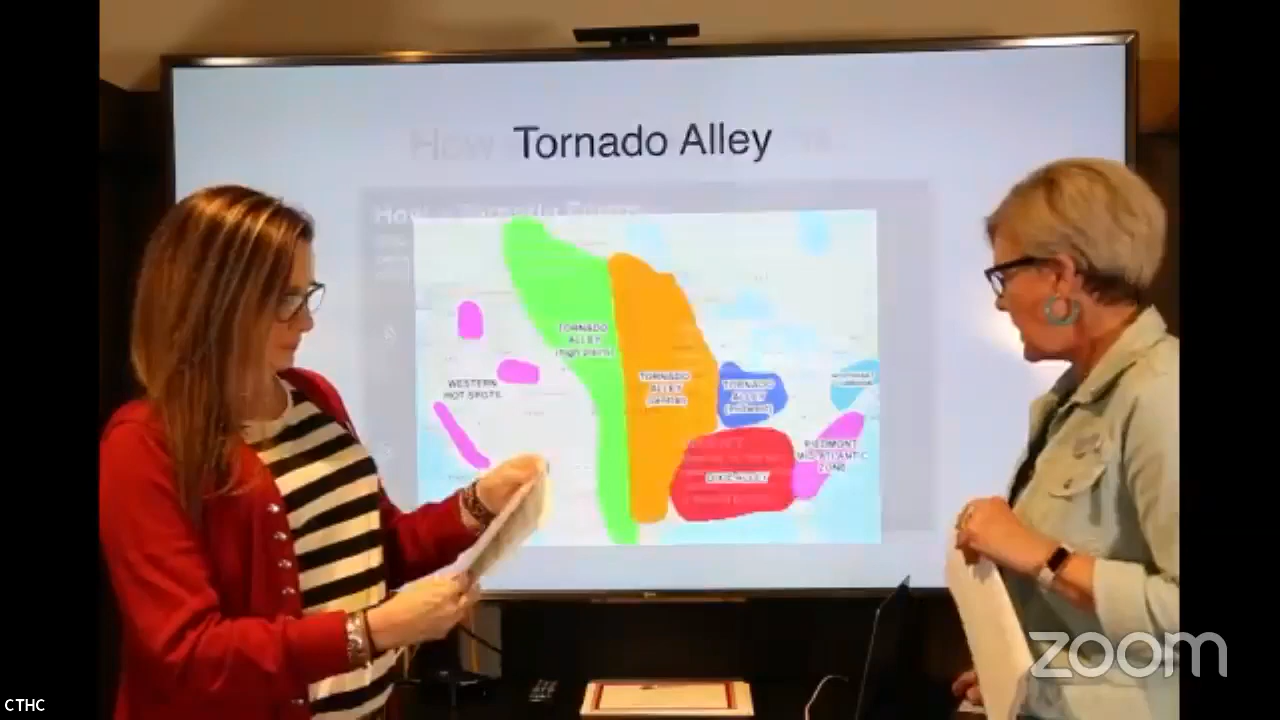 Tornado Alley
TORNADO
ALLEY
(high plains)
TORNADO
ALLEY
WESTERN
HOT SPOTS
TORNADO
ALLEY
DIXIE ALLEY
PIEDMONT
MID-ATLANTIC
ZONE
zoom
CTHC